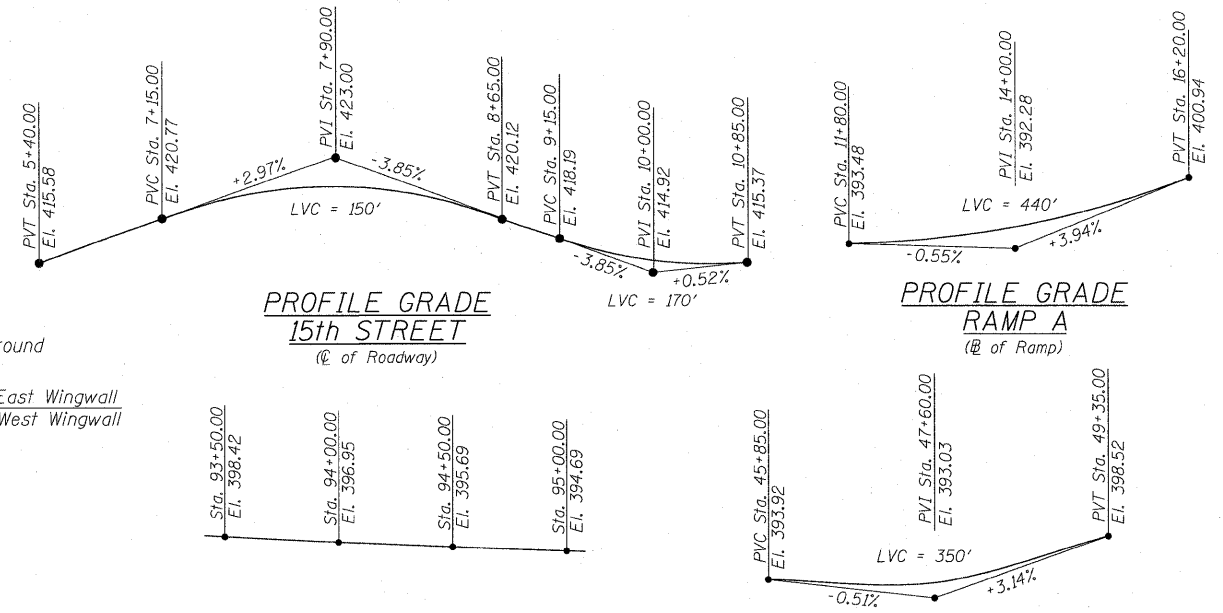 PVT Sta. 5+40.00
El. 415.58
PVC Sta. 7+15.00
El. 420.77
+2.97%
PVI Sta. 7+90.00
El. 423.00
-3.85%
LVC = 150'
PVT Sta. 8+65.00
El. 420.12
PVC Sta. 9+15.00
El. 418.19
-3.85%
PVI Sta. 10+00.00
El. 414.92
+0.52%
PVT Sta. 10+85.00
El. 415.37
LVC = 170'
PROFILE GRADE
15th STREET
(℄ of Roadway)
PVC Sta. 11+80.00
El. 393.48
-0.55%
PVI Sta. 14+00.00
El. 392.28
LVC = 440'
+3.94%
PVT Sta. 16+20.00
El. 400.94
PROFILE GRADE
RAMP A
(BL of Ramp)
round
East Wingwall
West Wingwall
Sta. 93+50.00
El. 398.42
Sta. 94+00.00
El. 396.95
Sta. 94+50.00
El. 395.69
Sta. 95+00.00
El. 394.69
PVC Sta. 45+85.00
El. 393.92
-0.51%
PVI Sta. 47+60.00
El. 393.03
LVC = 350'
+3.14%
PVT Sta. 49+35.00
El. 398.52